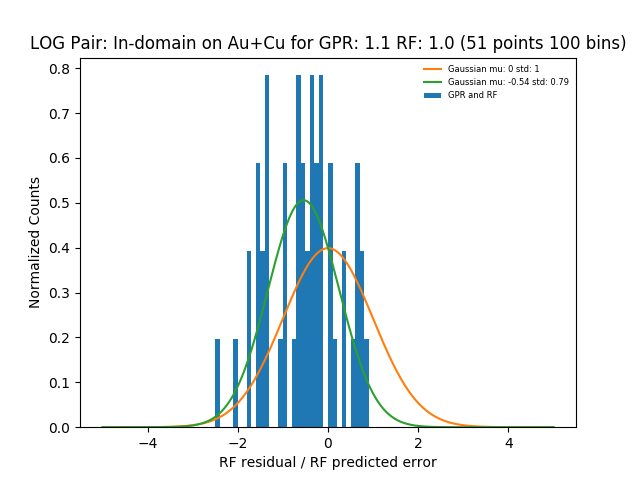 LOG Pair: In-domain on Au+Cu for GPR: 1.1 RF: 1.0 (51 points 100 bins)
Gaussian mu: 0 std: 1
Gaussian mu: -0.54 std: 0.79
GPR and RF
Normalized Counts
0.8
0.7
0.6
0.5
0.4
0.3
0.2
0.1
0.0
−4 −2 0 2 4
RF residual / RF predicted error